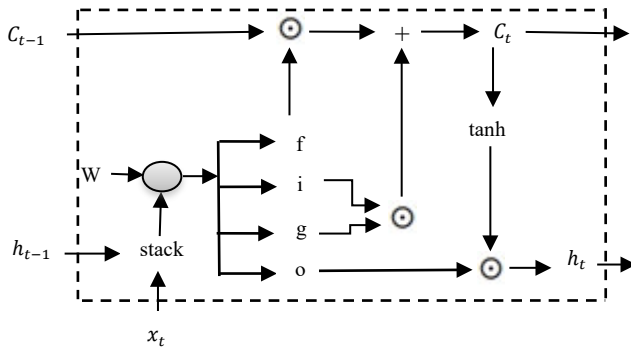 C_{t-1} ⊙ + C_t
tanh
f
W i
⊙
g
h_{t-1} stack o ⊙ h_t
x_t